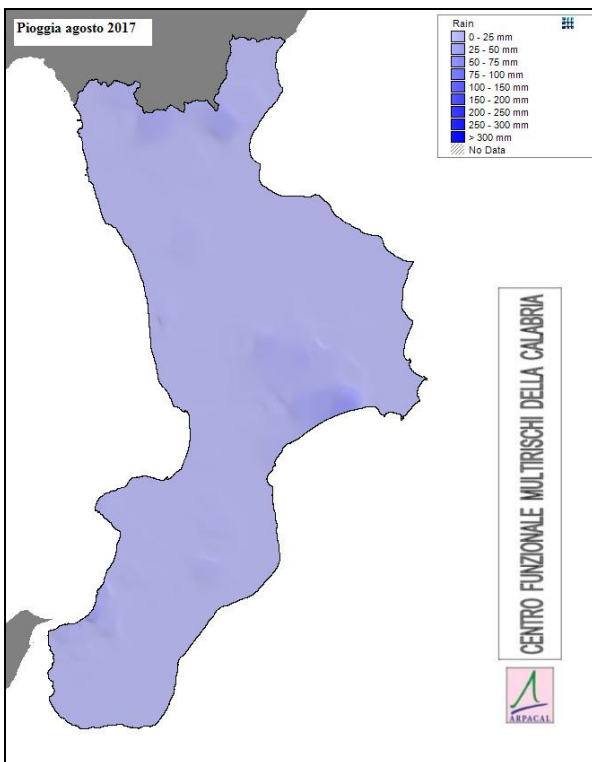 Pioggia agosto 2017
Rain
0 - 25 mm
25 - 50 mm
50 - 75 mm
75 - 100 mm
100 - 150 mm
150 - 200 mm
200 - 250 mm
250 - 300 mm
> 300 mm
No Data
CENTRO FUNZIONALE MULTIRISCHI DELLA CALABRIA
ARPACAL